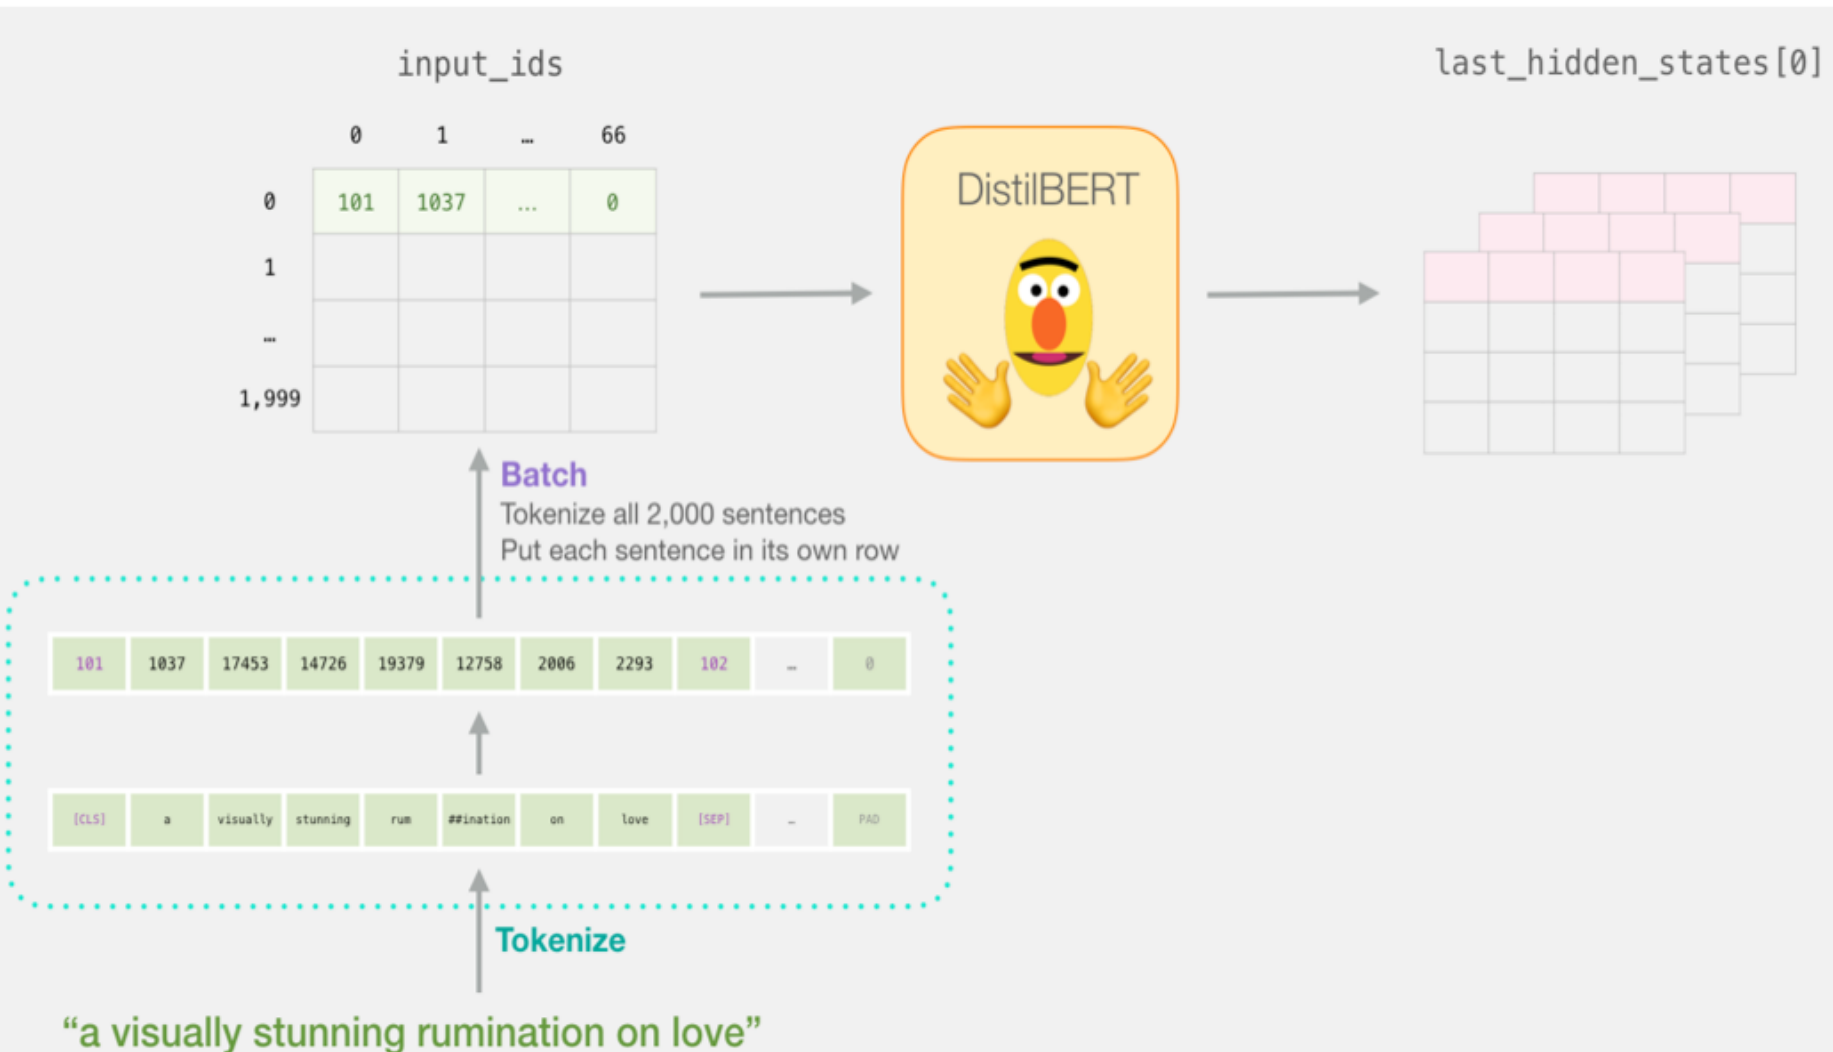 input_ids
last_hidden_states[0]
0 1 … 66
0 101 1037 … 0
1
…
1,999
DistilBERT
Batch
Tokenize all 2,000 sentences
Put each sentence in its own row
101 1037 17453 14726 19379 12758 2006 2293 102 … 0
[CLS] a visually stunning rum ##ination on love [SEP] … PAD
Tokenize
“a visually stunning rumination on love”